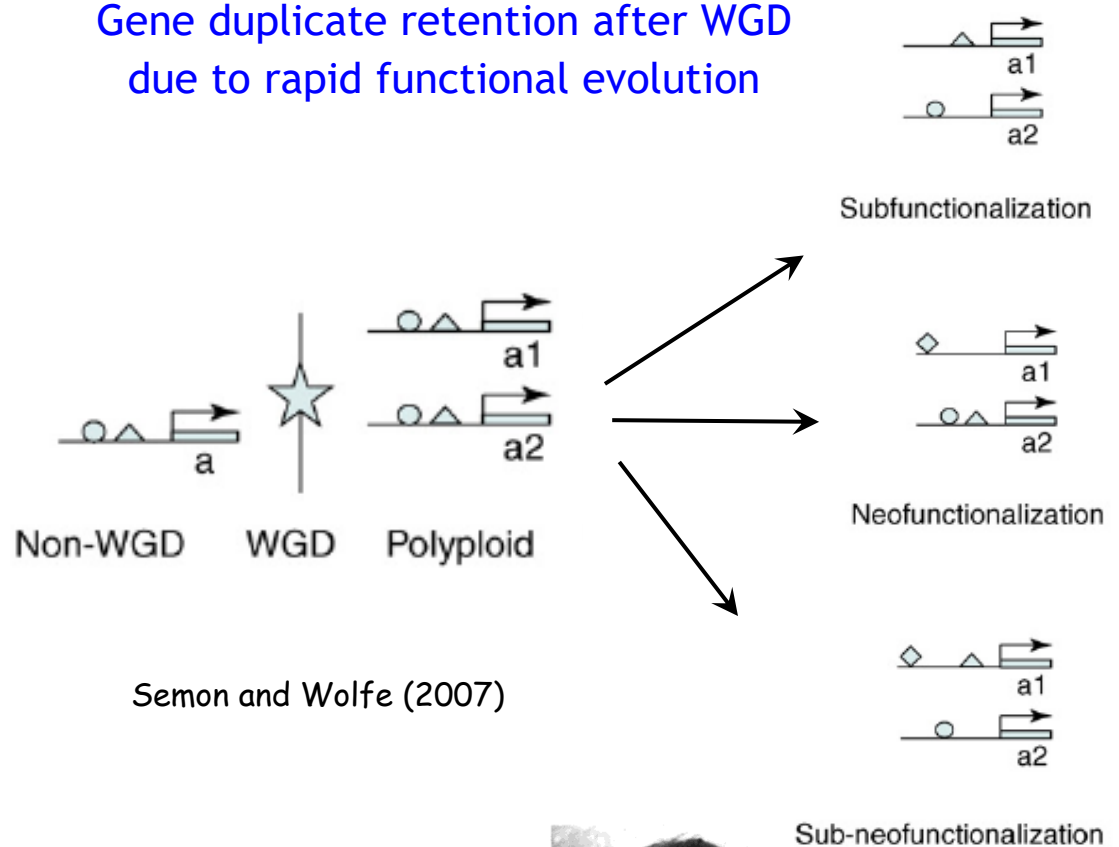 Gene duplicate retention after WGD
due to rapid functional evolution
a1
a2
Subfunctionalization
a1
a2
a
Non-WGD WGD Polyploid
a1
a2
Neofunctionalization
Semon and Wolfe (2007)
a1
a2
Sub-neofunctionalization